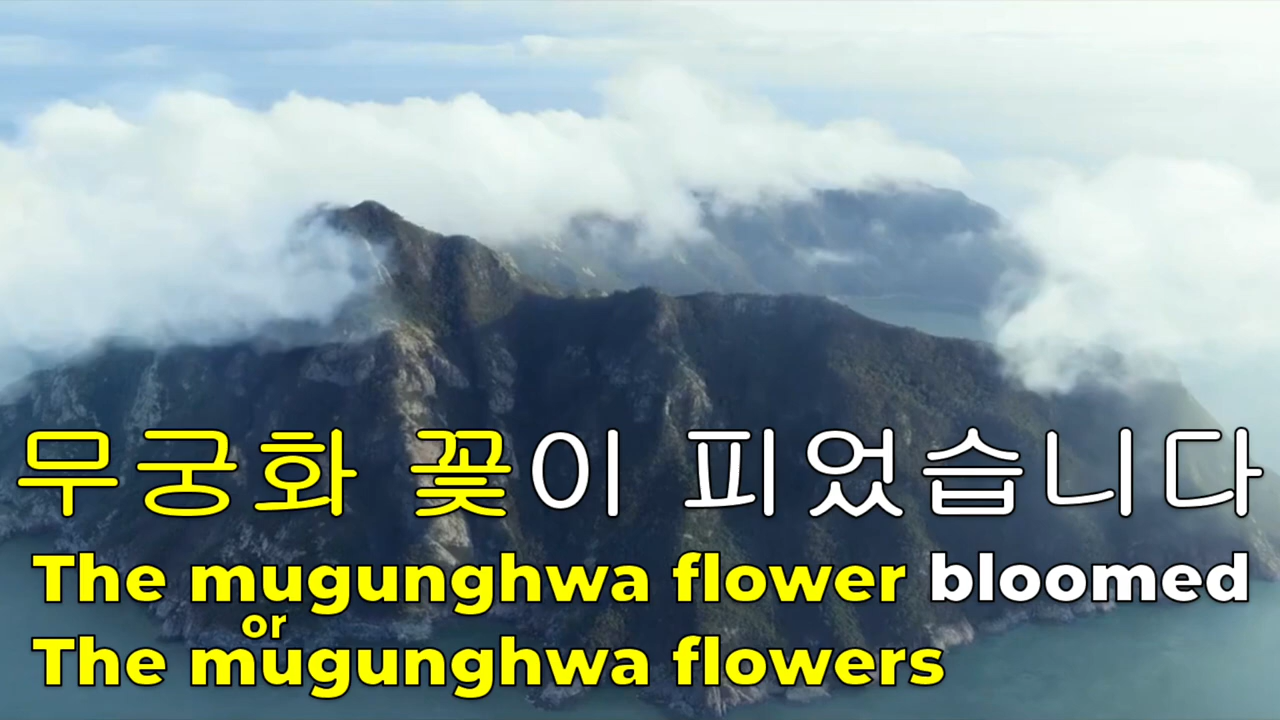 무궁화 꽃이 피었습니다
The mugunghwa flower bloomed
or
The mugunghwa flowers